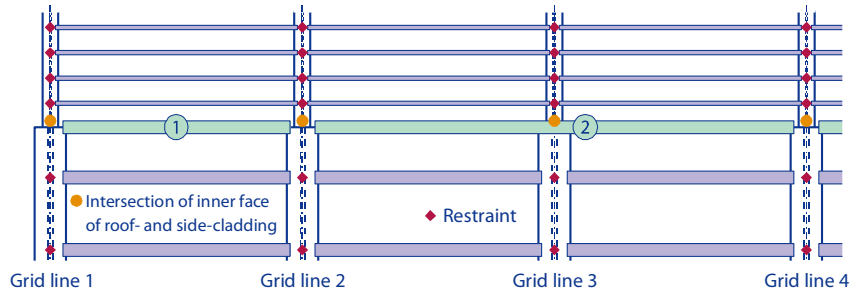 1
2
Intersection of inner face
of roof- and side-cladding
Restraint
Grid line 1
Grid line 2
Grid line 3
Grid line 4